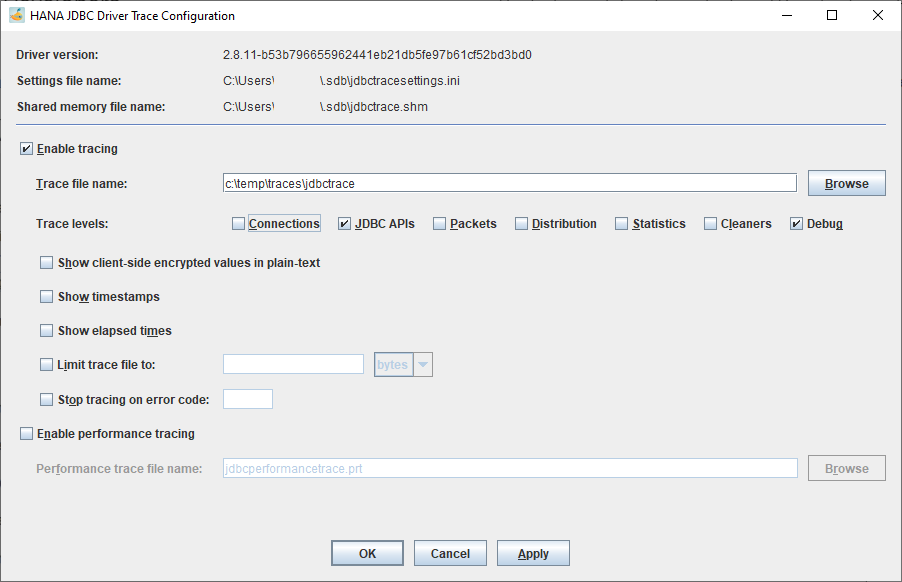 HANA JDBC Driver Trace Configuration
Driver version: 2.8.11-b53b796655962441eb21db5fe97b61cf52bd3bd0
Settings file name: C:\Users\ \.sdb\jdbctracesettings.ini
Shared memory file name: C:\Users\ \.sdb\jdbctrace.shm
Enable tracing
Trace file name: c:\temp\traces\jdbctrace Browse
Trace levels: Connections JDBC APIs Packets Distribution Statistics Cleaners Debug
Show client-side encrypted values in plain-text
Show timestamps
Show elapsed times
Limit trace file to: bytes
Stop tracing on error code:
Enable performance tracing
Performance trace file name: jdbcperformancetrace.prt Browse
OK Cancel Apply